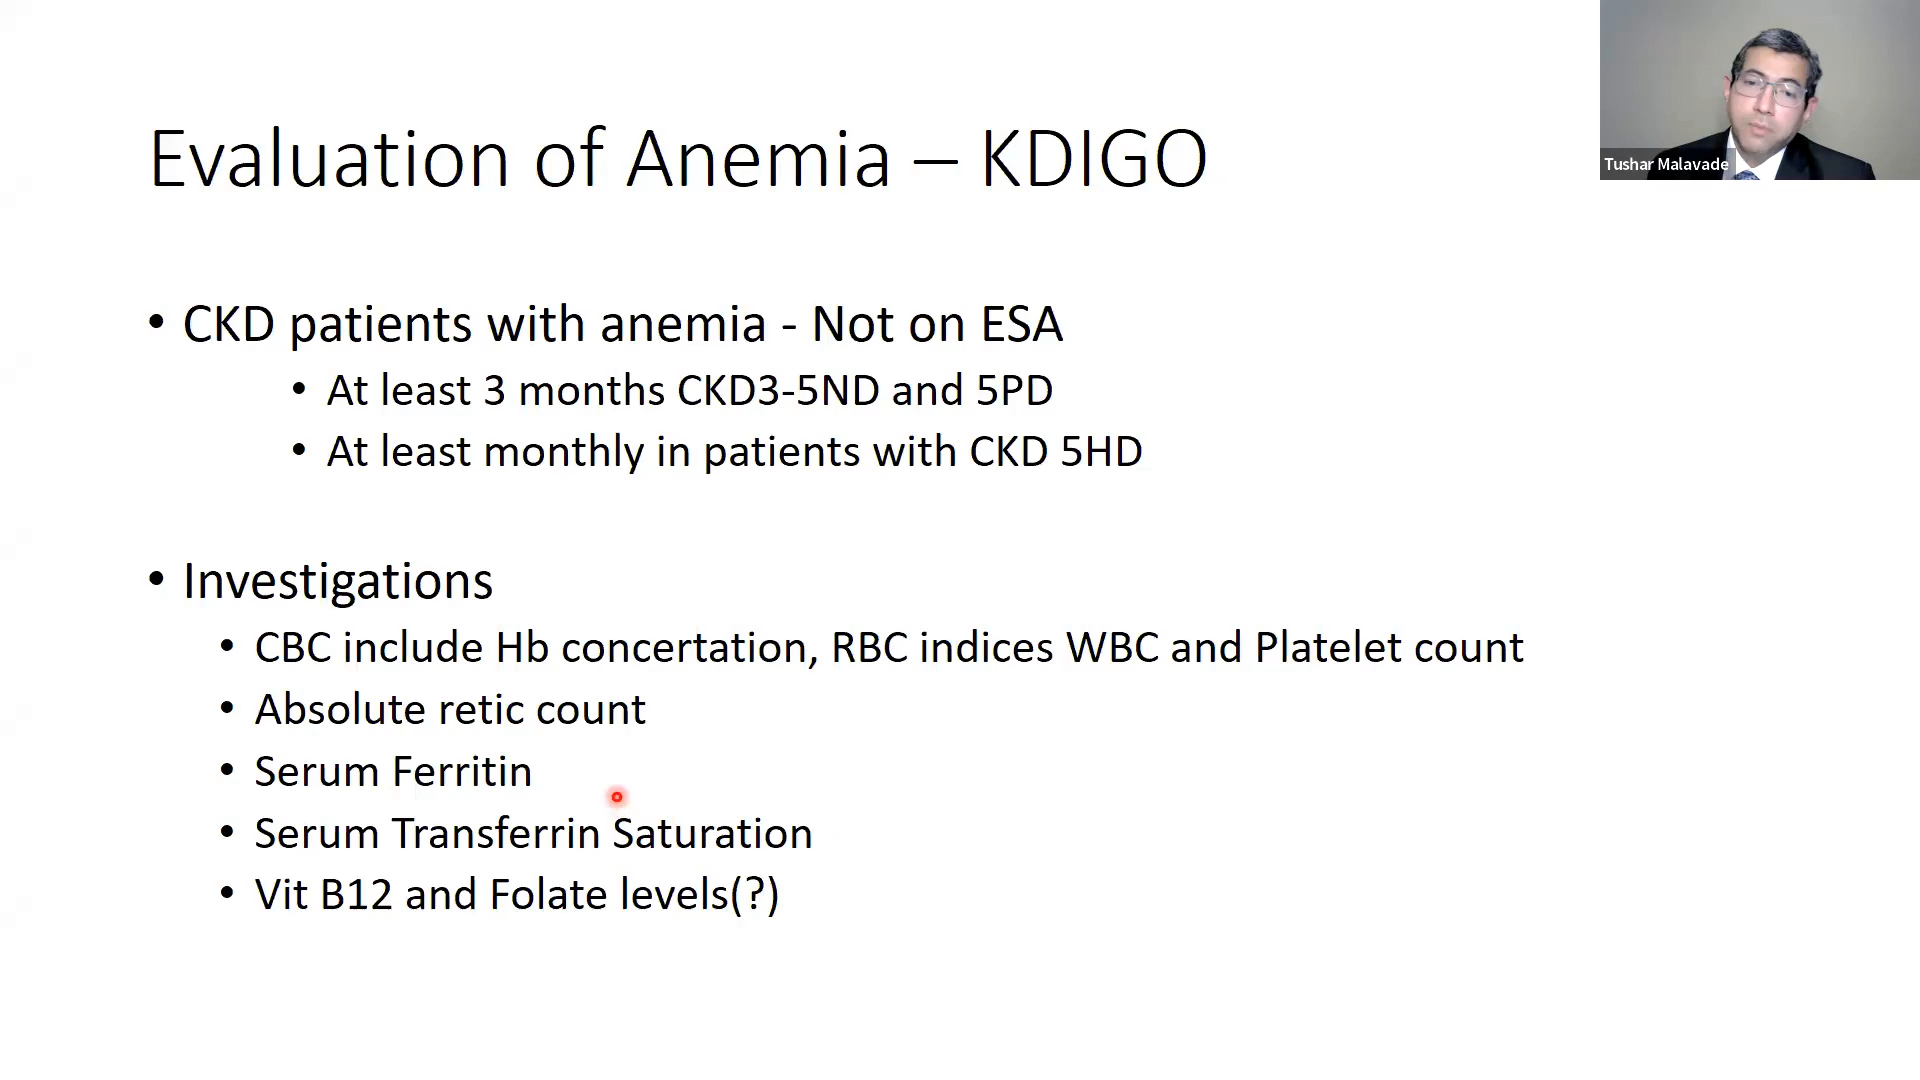 Evaluation of Anemia – KDIGO
Tushar Malavade
• CKD patients with anemia - Not on ESA
• At least 3 months CKD3-5ND and 5PD
• At least monthly in patients with CKD 5HD
• Investigations
• CBC include Hb concertation, RBC indices WBC and Platelet count
• Absolute retic count
• Serum Ferritin
• Serum Transferrin Saturation
• Vit B12 and Folate levels(?)